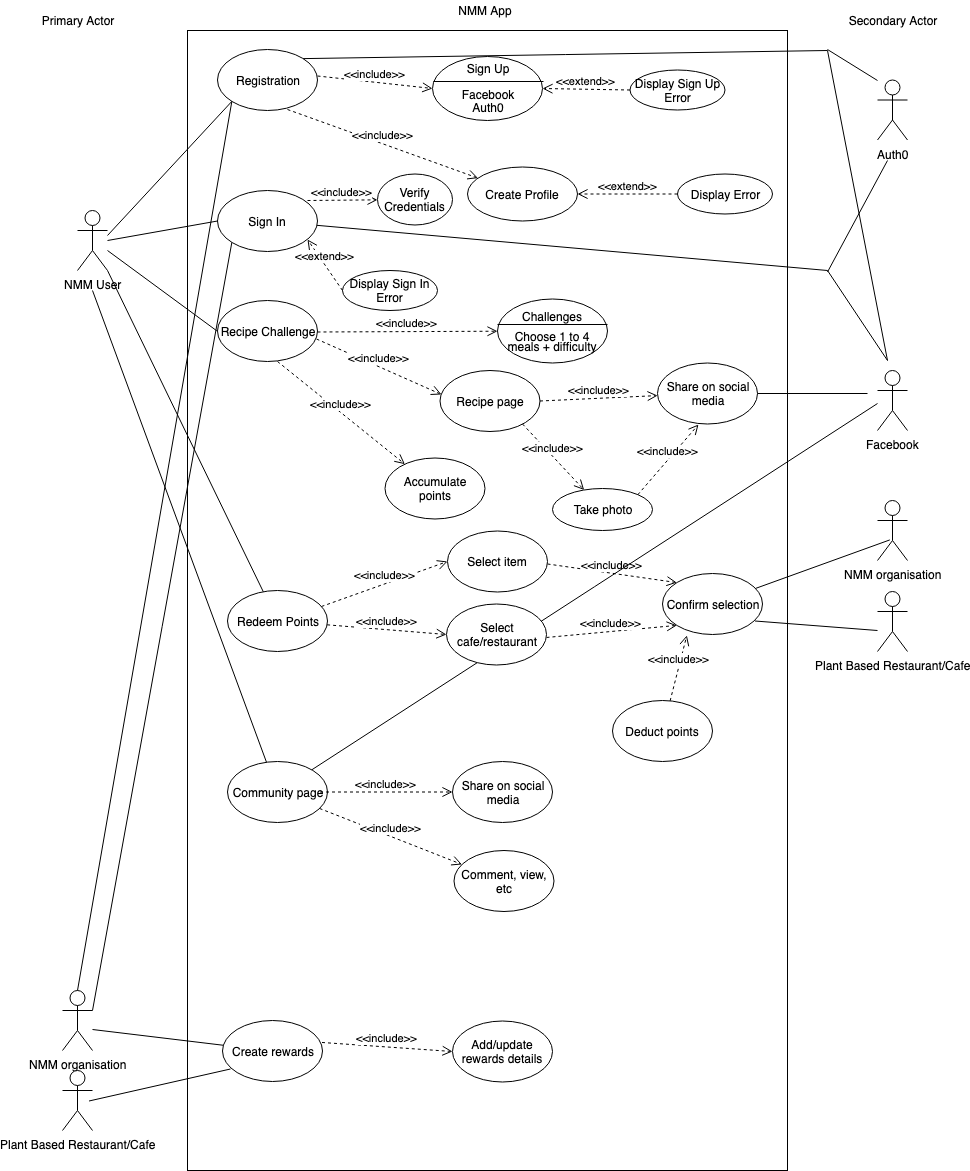 NMM App
Primary Actor
Secondary Actor
Registration
<<include>>
Sign Up
Facebook
Auth0
<<extend>>
Display Sign Up
Error
Auth0
<<include>>
Create Profile
<<extend>>
Display Error
<<include>>
Verify
Credentials
Sign In
NMM User
<<extend>>
Display Sign In
Error
Recipe Challenge
<<include>>
Challenges
Choose 1 to 4
meals + difficulty
<<include>>
Recipe page
<<include>>
Share on social
media
Facebook
<<include>>
<<include>>
<<include>>
Accumulate
points
Take photo
Select item
<<include>>
<<include>>
NMM organisation
Redeem Points
<<include>>
Select
cafe/restaurant
<<include>>
Confirm selection
Plant Based Restaurant/Cafe
<<include>>
Deduct points
Community page
<<include>>
Share on social
media
<<include>>
Comment, view,
etc
NMM organisation
Create rewards
<<include>>
Add/update
rewards details
Plant Based Restaurant/Cafe